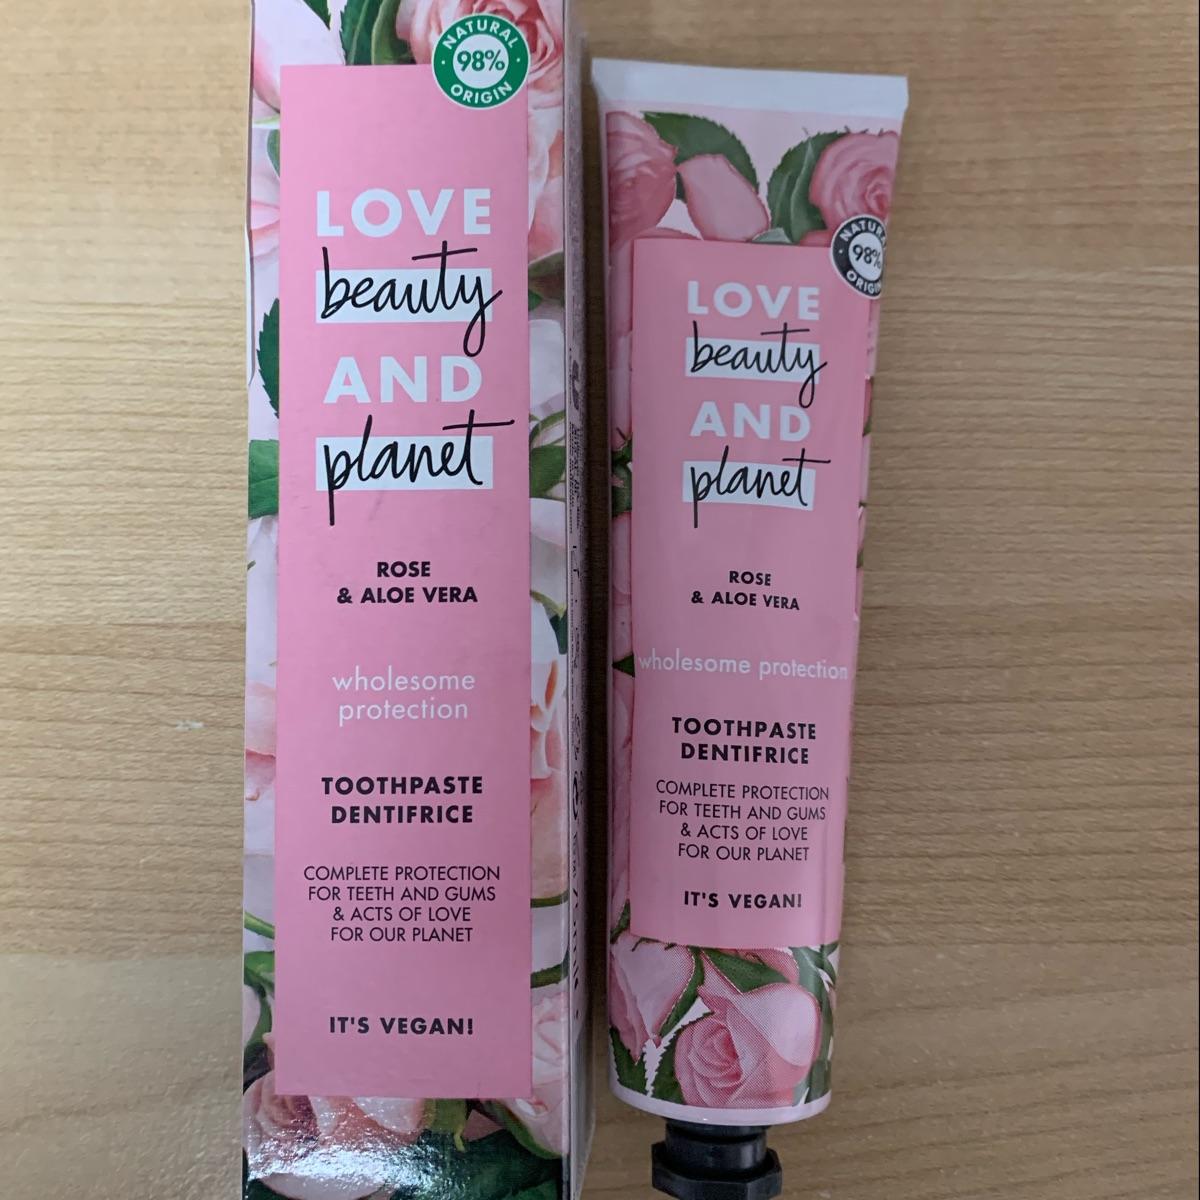 NATURAL
98%
ORIGIN
LOVE
beauty
AND
planet
ROSE
& ALOE VERA
wholesome
protection
TOOTHPASTE
DENTIFRICE
COMPLETE PROTECTION
FOR TEETH AND GUMS
& ACTS OF LOVE
FOR OUR PLANET
IT'S VEGAN!
NATURAL
98%
ORIGIN
LOVE
beauty
AND
planet
ROSE
& ALOE VERA
wholesome protection
TOOTHPASTE
DENTIFRICE
COMPLETE PROTECTION
FOR TEETH AND GUMS
& ACTS OF LOVE
FOR OUR PLANET
IT'S VEGAN!